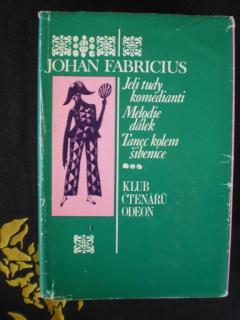 JOHAN FABRICIUS
Jeli tudy
komedianti
Melodie
dálek
Tanec kolem
šibenice
KLUB
ČTENÁŘŮ
ODEON